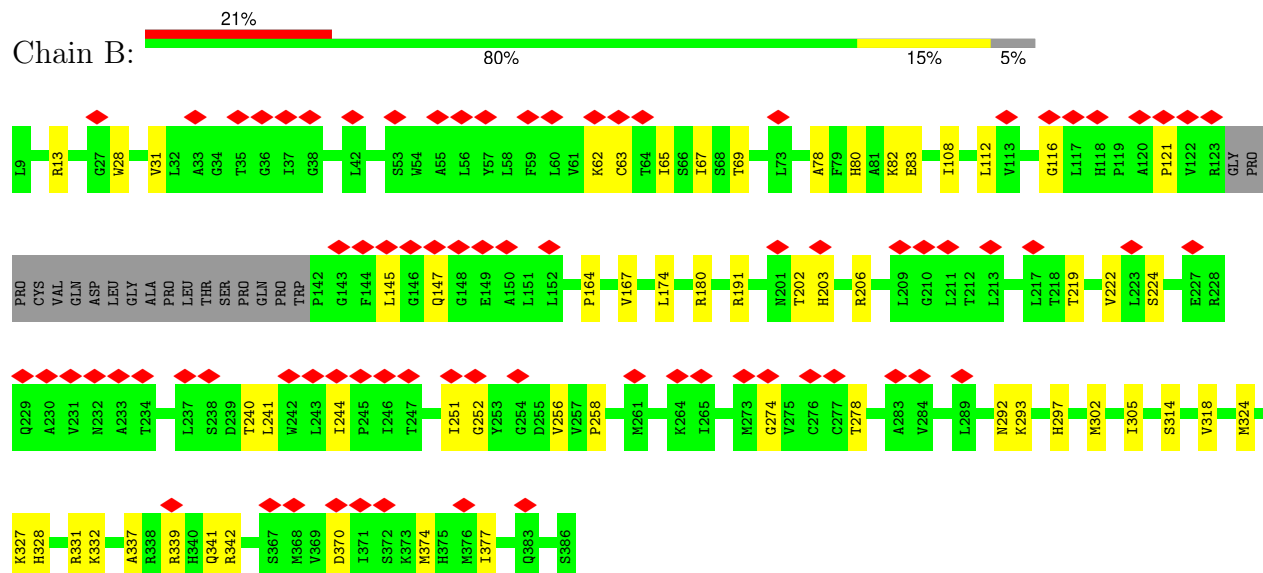 21%
Chain B:
80% 15% 5%
L9 R13 G27 W28 V31 L32 A33 G34 T35 G36 I37 G38 L42 S53 W54 A55 L56 Y57 L58 F59 L60 V61 K62 C63 T64 I65 S66 I67 S68 T69 L73 A78 F79 H80 A81 K82 E83 I108 L112 V113 G116 L117 H118 P119 A120 P121 V122 R123 GLY PRO
PRO CYS VAL GLN ASP LEU GLY ALA PRO LEU THR SER PRO GLN PRO TRP P142 G143 F144 L145 G146 Q147 G148 E149 A150 L151 L152 P164 V167 L174 R180 R191 N201 T202 H203 R206 L209 G210 L211 T212 L213 L217 T218 T219 V222 L223 S224 E227 R228
Q229 A230 V231 N232 A233 T234 L237 S238 D239 T240 L241 W242 L243 I244 P245 I246 T247 I251 G252 Y253 G254 D255 V256 V257 P258 M261 K264 I265 M273 G274 V275 C276 C277 T278 A283 V284 L289 N292 K293 H297 M302 I305 S314 V318 M324
K327 H328 R331 K332 A337 R338 R339 H340 Q341 R342 S367 M368 V369 D370 I371 S372 K373 M374 H375 M376 I377 Q383 S386